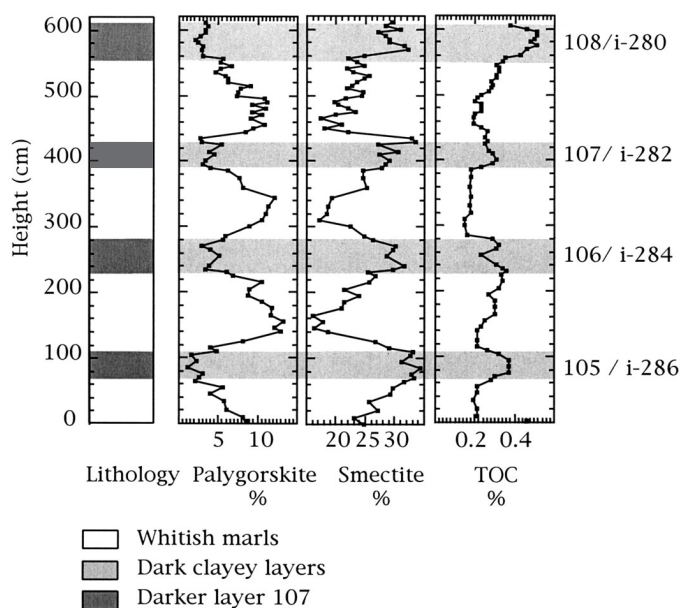 600
500
400
300
200
100
0
Height (cm)
108/i-280
107/ i-282
106/ i-284
105 / i-286
5 10
20 25 30
0.2 0.4
Lithology Palygorskite Smectite TOC
% % %
Whitish marls
Dark clayey layers
Darker layer 107